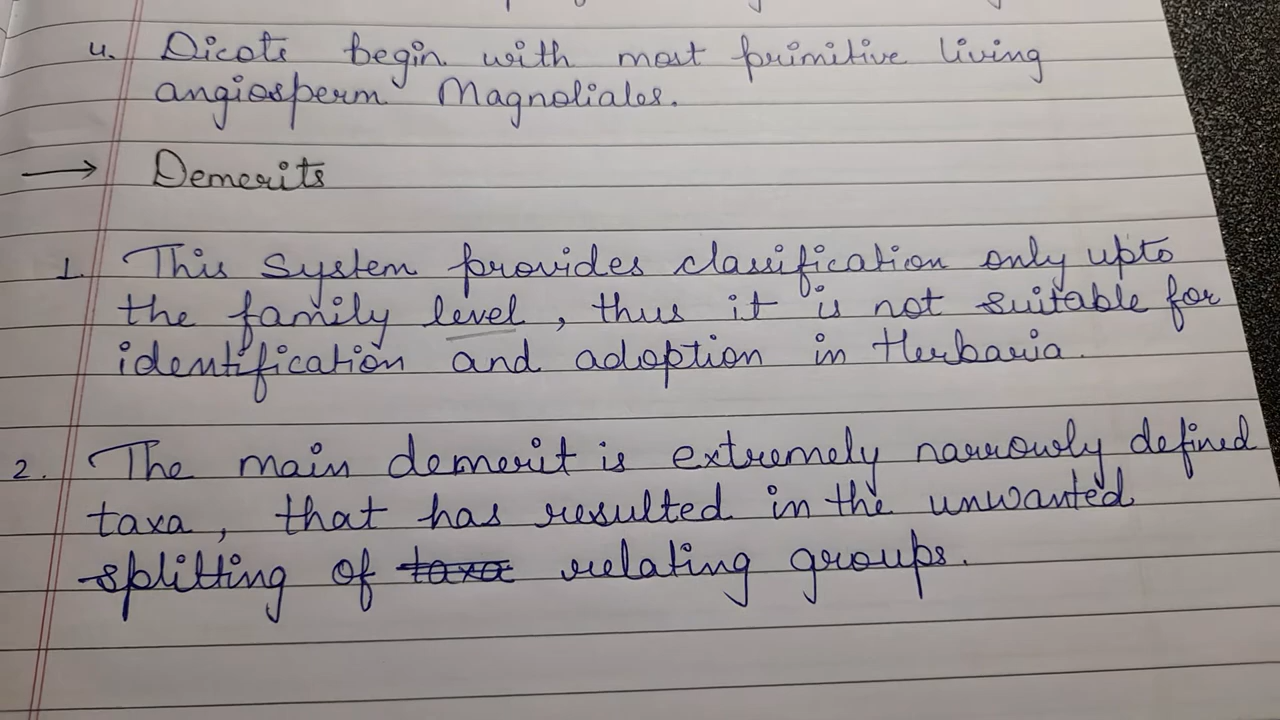 4. Dicots begin with most primitive living
angiosperm Magnoliales.
→ Demerits
1. This System provides classification only upto
the family level, thus it is not suitable for
identification and adoption in Herbaria.
2. The main demerit is extremely narrowly defined
taxa, that has resulted in the unwanted
splitting of taxa relating groups.